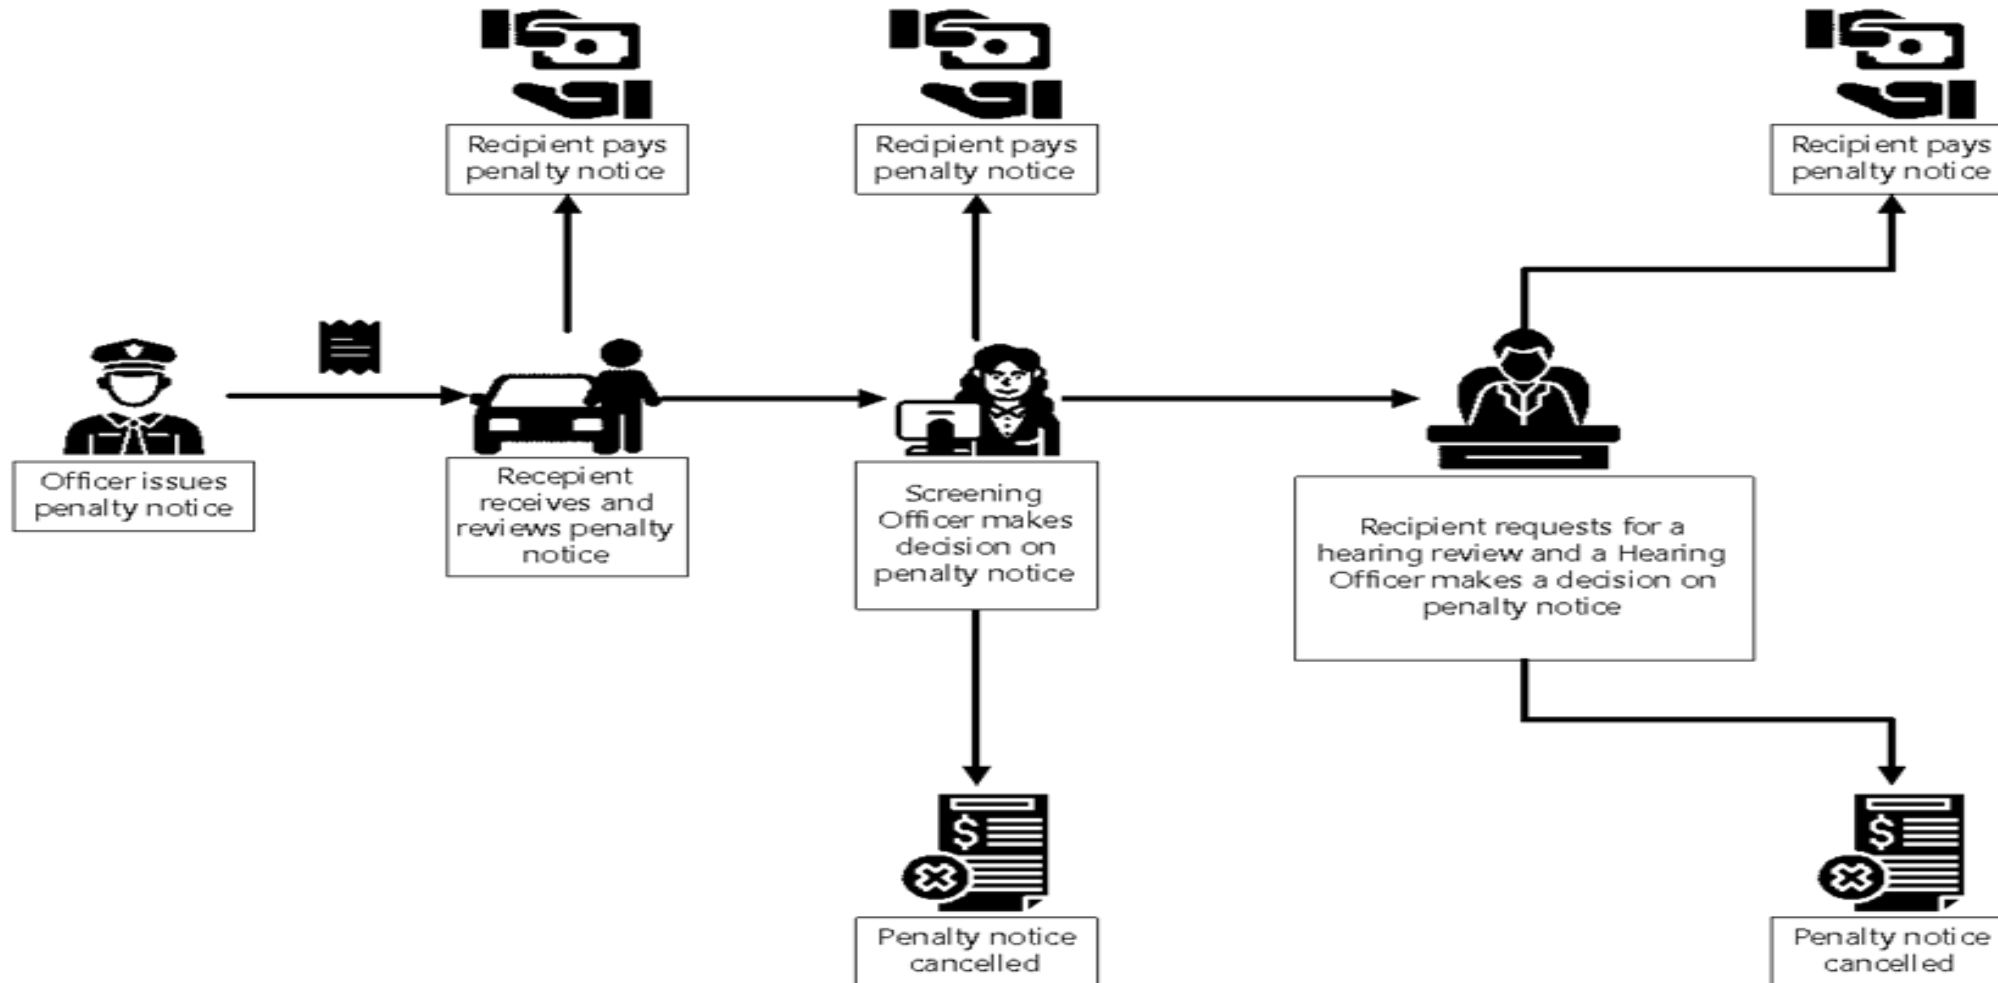 Recipient pays
penalty notice
Recipient pays
penalty notice
Recipient pays
penalty notice
Officer issues
penalty notice
Recepient
receives and
reviews penalty
notice
Screening
Officer makes
decision on
penalty notice
Recipient requests for a
hearing review and a Hearing
Officer makes a decision on
penalty notice
$
$
Penalty notice
cancelled
Penalty notice
cancelled